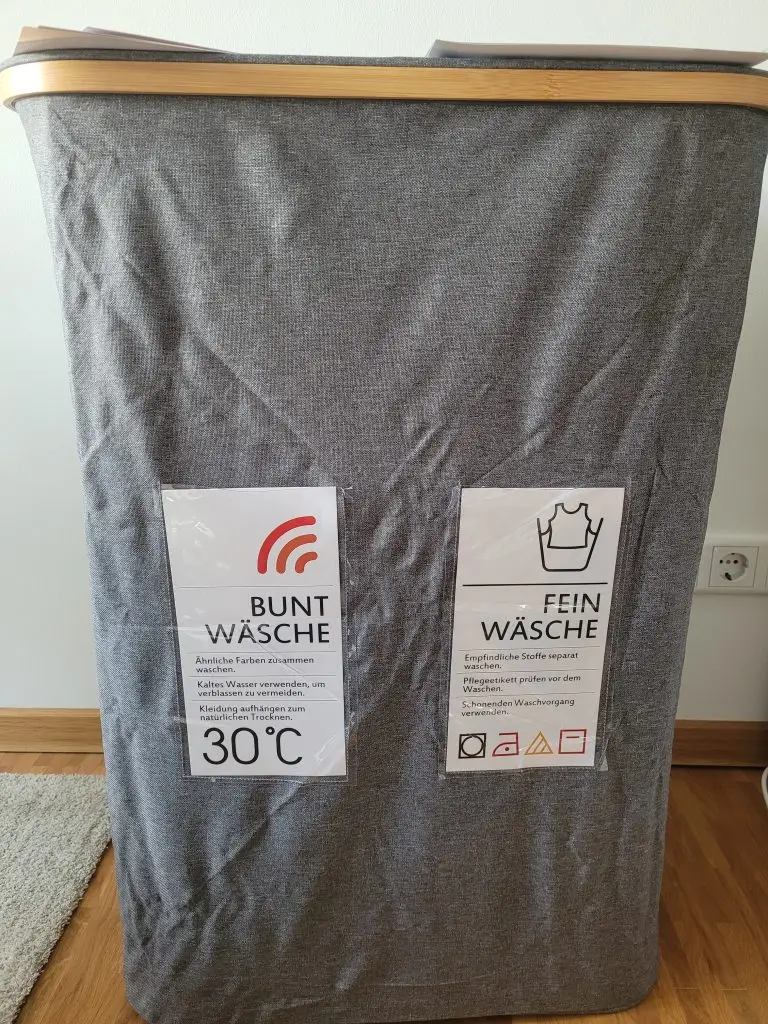 BUNT
WÄSCHE
Ähnliche Farben zusammen
waschen.
Kaltes Wasser verwenden, um
verblassen zu vermeiden.
Kleidung aufhängen zum
natürlichen Trocknen.
30°C
FEIN
WÄSCHE
Empfindliche Stoffe separat
waschen.
Pflegeetikett prüfen vor dem
Waschen.
Schonenden Waschvorgang
verwenden.